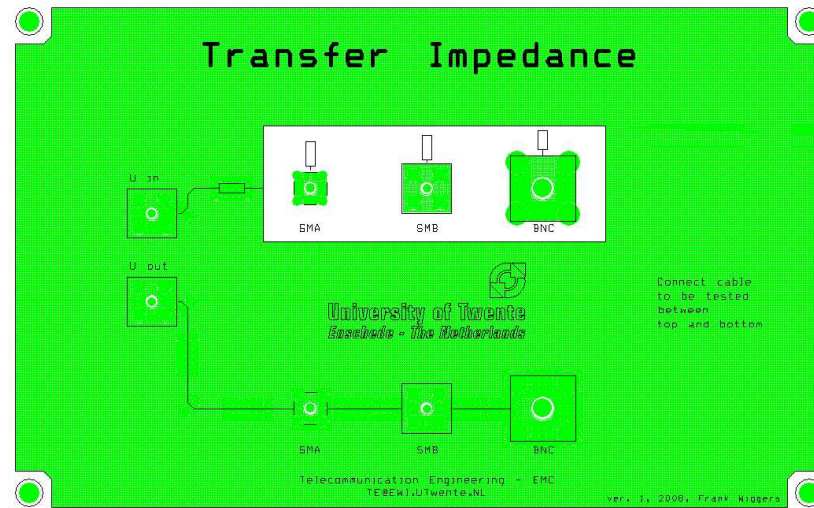 Transfer Impedance
U in
SMA
SMB
BNC
U out
Connect cable
to be tested
between
top and bottom
University of Twente
Enschede - The Netherlands
SMA
SMB
BNC
Telecommunication Engineering - EMC
TE@EWI.UTwente.NL
ver. 1, 2008, Frank Wiggers